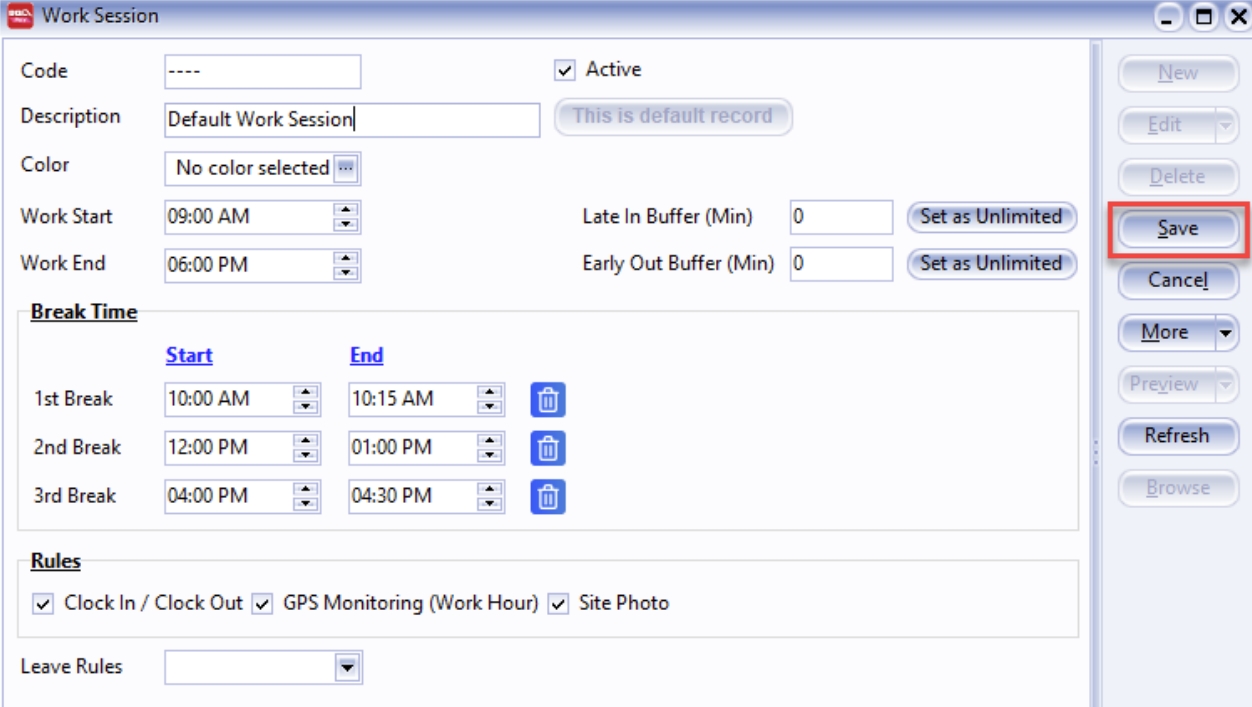 Work Session
Code ---- Active
Description Default Work Session This is default record
Color No color selected ...
Work Start 09:00 AM Late In Buffer (Min) 0 Set as Unlimited
Work End 06:00 PM Early Out Buffer (Min) 0 Set as Unlimited
Break Time
Start End
1st Break 10:00 AM 10:15 AM
2nd Break 12:00 PM 01:00 PM
3rd Break 04:00 PM 04:30 PM
Rules
Clock In / Clock Out GPS Monitoring (Work Hour) Site Photo
Leave Rules
New
Edit
Delete
Save
Cancel
More
Preview
Refresh
Browse